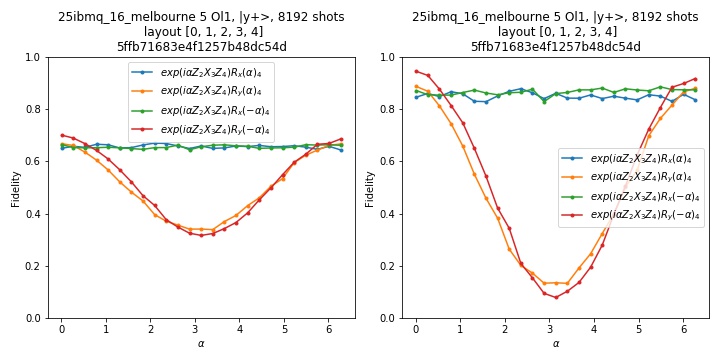 25ibmq_16_melbourne 5 Ol1, |y+>, 8192 shots
layout [0, 1, 2, 3, 4]
5ffb71683e4f1257b48dc54d
1.0
0.8
0.6
0.4
0.2
0.0
Fidelity
exp(iαZ₂X₃Z₄)Rₓ(α)₄
exp(iαZ₂X₃Z₄)Rᵧ(α)₄
exp(iαZ₂X₃Z₄)Rₓ(−α)₄
exp(iαZ₂X₃Z₄)Rᵧ(−α)₄
0 1 2 3 4 5 6
α
25ibmq_16_melbourne 5 Ol1, |y+>, 8192 shots
layout [0, 1, 2, 3, 4]
5ffb71683e4f1257b48dc54d
1.0
0.8
0.6
0.4
0.2
0.0
Fidelity
exp(iαZ₂X₃Z₄)Rₓ(α)₄
exp(iαZ₂X₃Z₄)Rᵧ(α)₄
exp(iαZ₂X₃Z₄)Rₓ(−α)₄
exp(iαZ₂X₃Z₄)Rᵧ(−α)₄
0 1 2 3 4 5 6
α